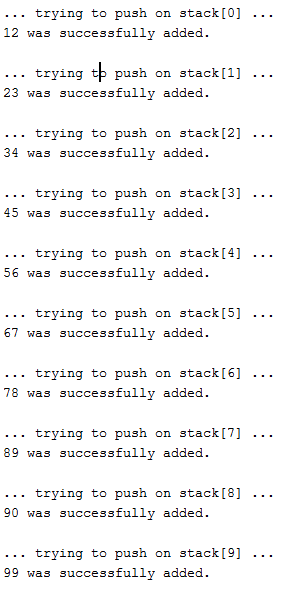 ... trying to push on stack[0] ...
12 was successfully added.
... trying to push on stack[1] ...
23 was successfully added.
... trying to push on stack[2] ...
34 was successfully added.
... trying to push on stack[3] ...
45 was successfully added.
... trying to push on stack[4] ...
56 was successfully added.
... trying to push on stack[5] ...
67 was successfully added.
... trying to push on stack[6] ...
78 was successfully added.
... trying to push on stack[7] ...
89 was successfully added.
... trying to push on stack[8] ...
90 was successfully added.
... trying to push on stack[9] ...
99 was successfully added.